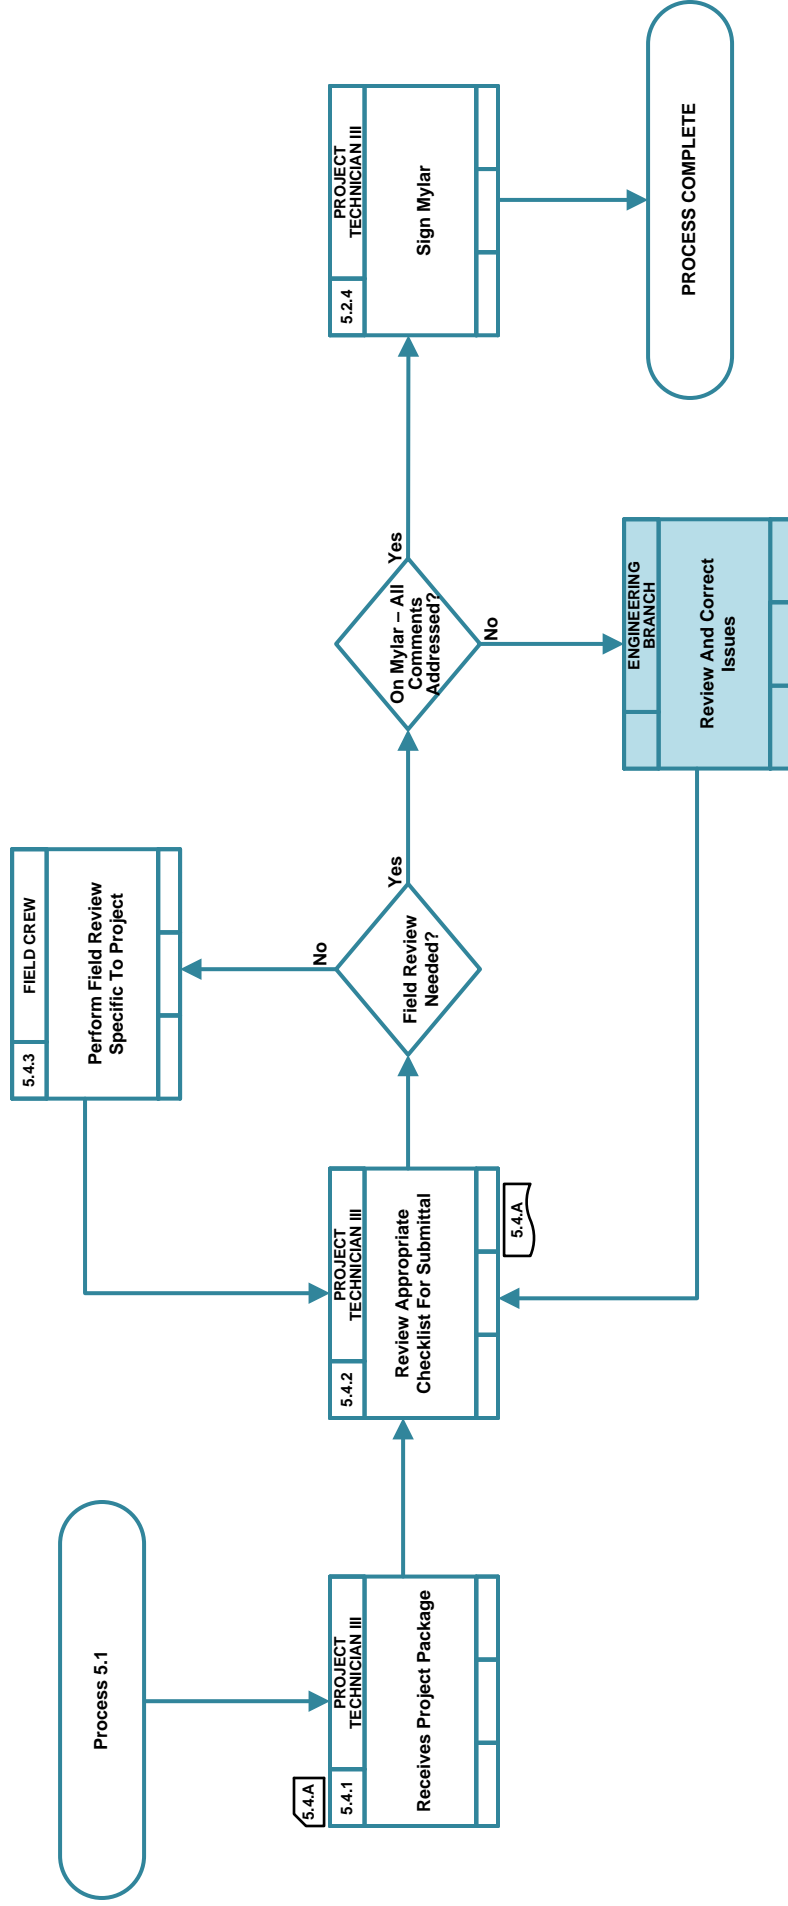 Process 5.1
5.4.A
5.4.1
PROJECT
TECHNICIAN III
Receives Project Package
5.4.2
PROJECT
TECHNICIAN III
Review Appropriate
Checklist For Submittal
5.4.A
5.4.3
FIELD CREW
Perform Field Review
Specific To Project
Field Review
Needed?
No
Yes
On Mylar – All
Comments
Addressed?
Yes
No
ENGINEERING
BRANCH
Review And Correct
Issues
5.2.4
PROJECT
TECHNICIAN III
Sign Mylar
PROCESS COMPLETE